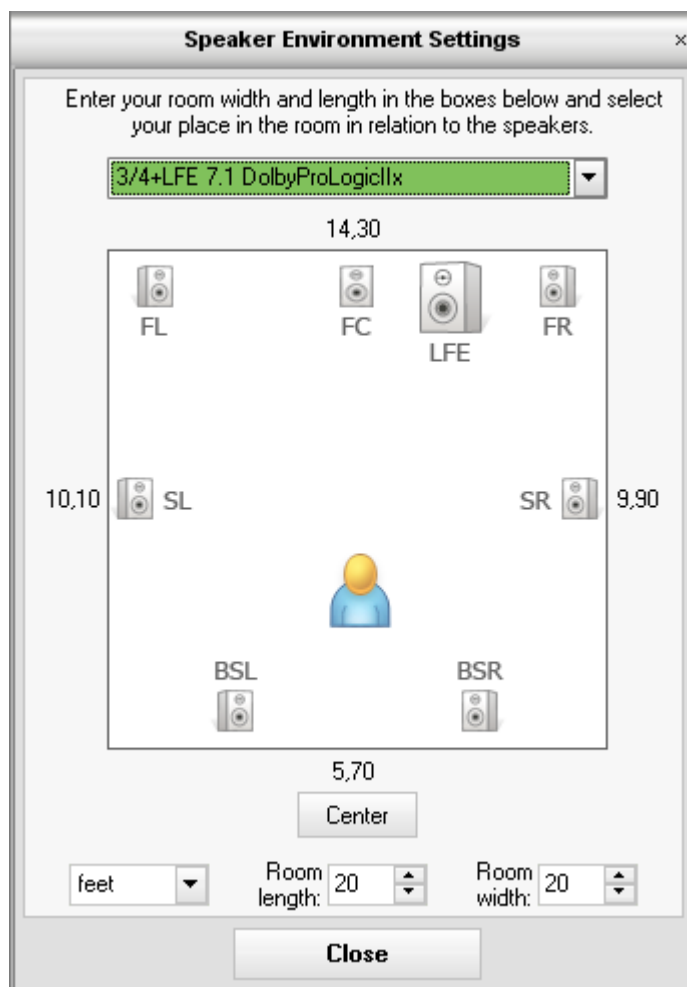 Speaker Environment Settings ×
Enter your room width and length in the boxes below and select
your place in the room in relation to the speakers.
3/4+LFE 7.1 DolbyProLogicIIx
14,30
FL FC FR
LFE
10,10 SL SR 9,90
BSL BSR
5,70
Center
feet Room length: 20 Room width: 20
Close